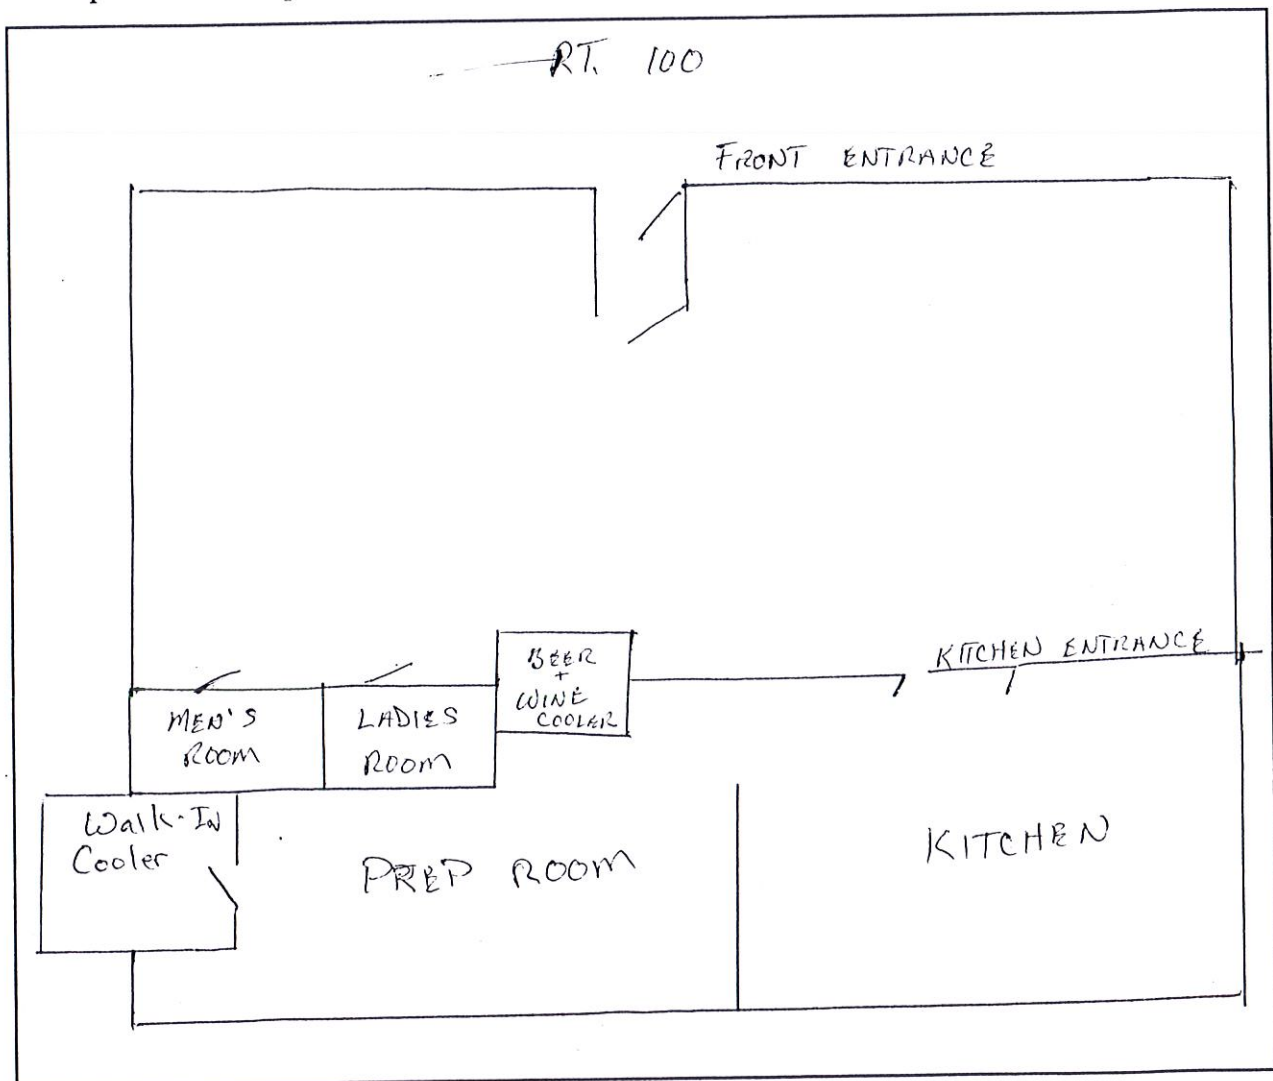 RT. 100
FRONT ENTRANCE
KITCHEN ENTRANCE
BEER
+
WINE
COOLER
MEN'S
ROOM
LADIES
ROOM
Walk-In
Cooler
PREP ROOM
KITCHEN